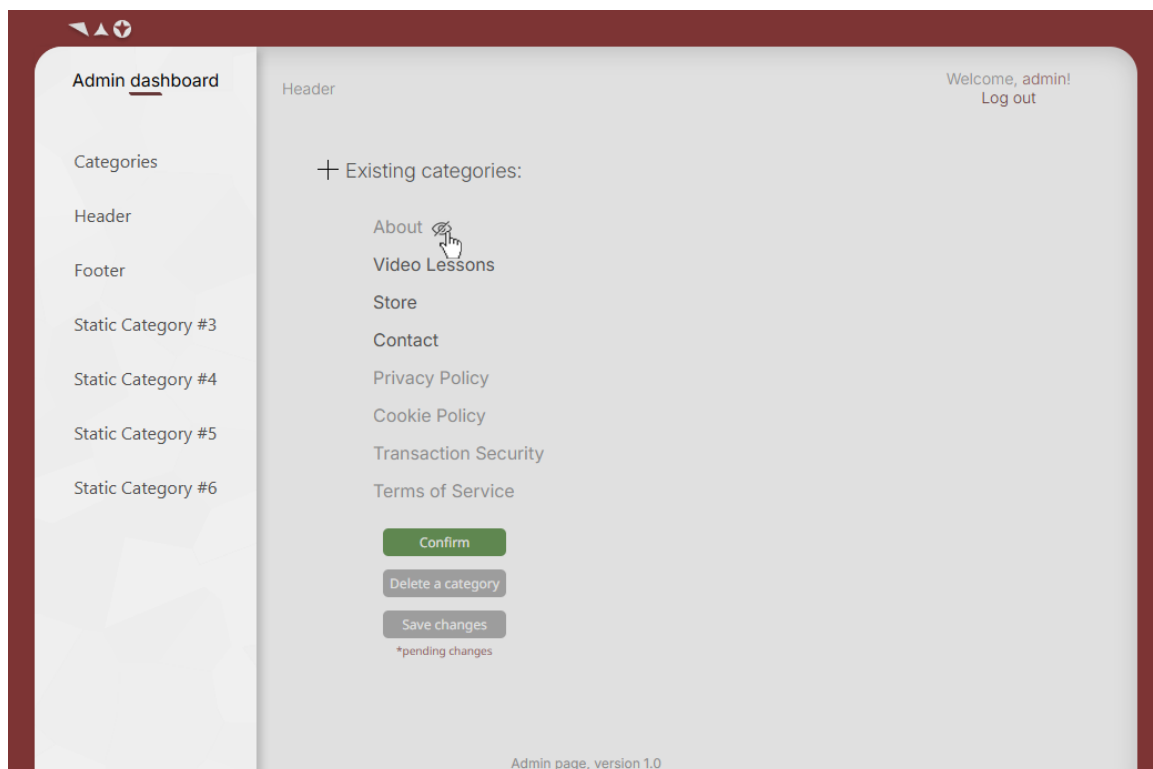 Admin dashboard
Header
Welcome, admin!
Log out
Categories
Header
Footer
Static Category #3
Static Category #4
Static Category #5
Static Category #6
Existing categories:
About
Video Lessons
Store
Contact
Privacy Policy
Cookie Policy
Transaction Security
Terms of Service
Confirm
Delete a category
Save changes
*pending changes
Admin page, version 1.0